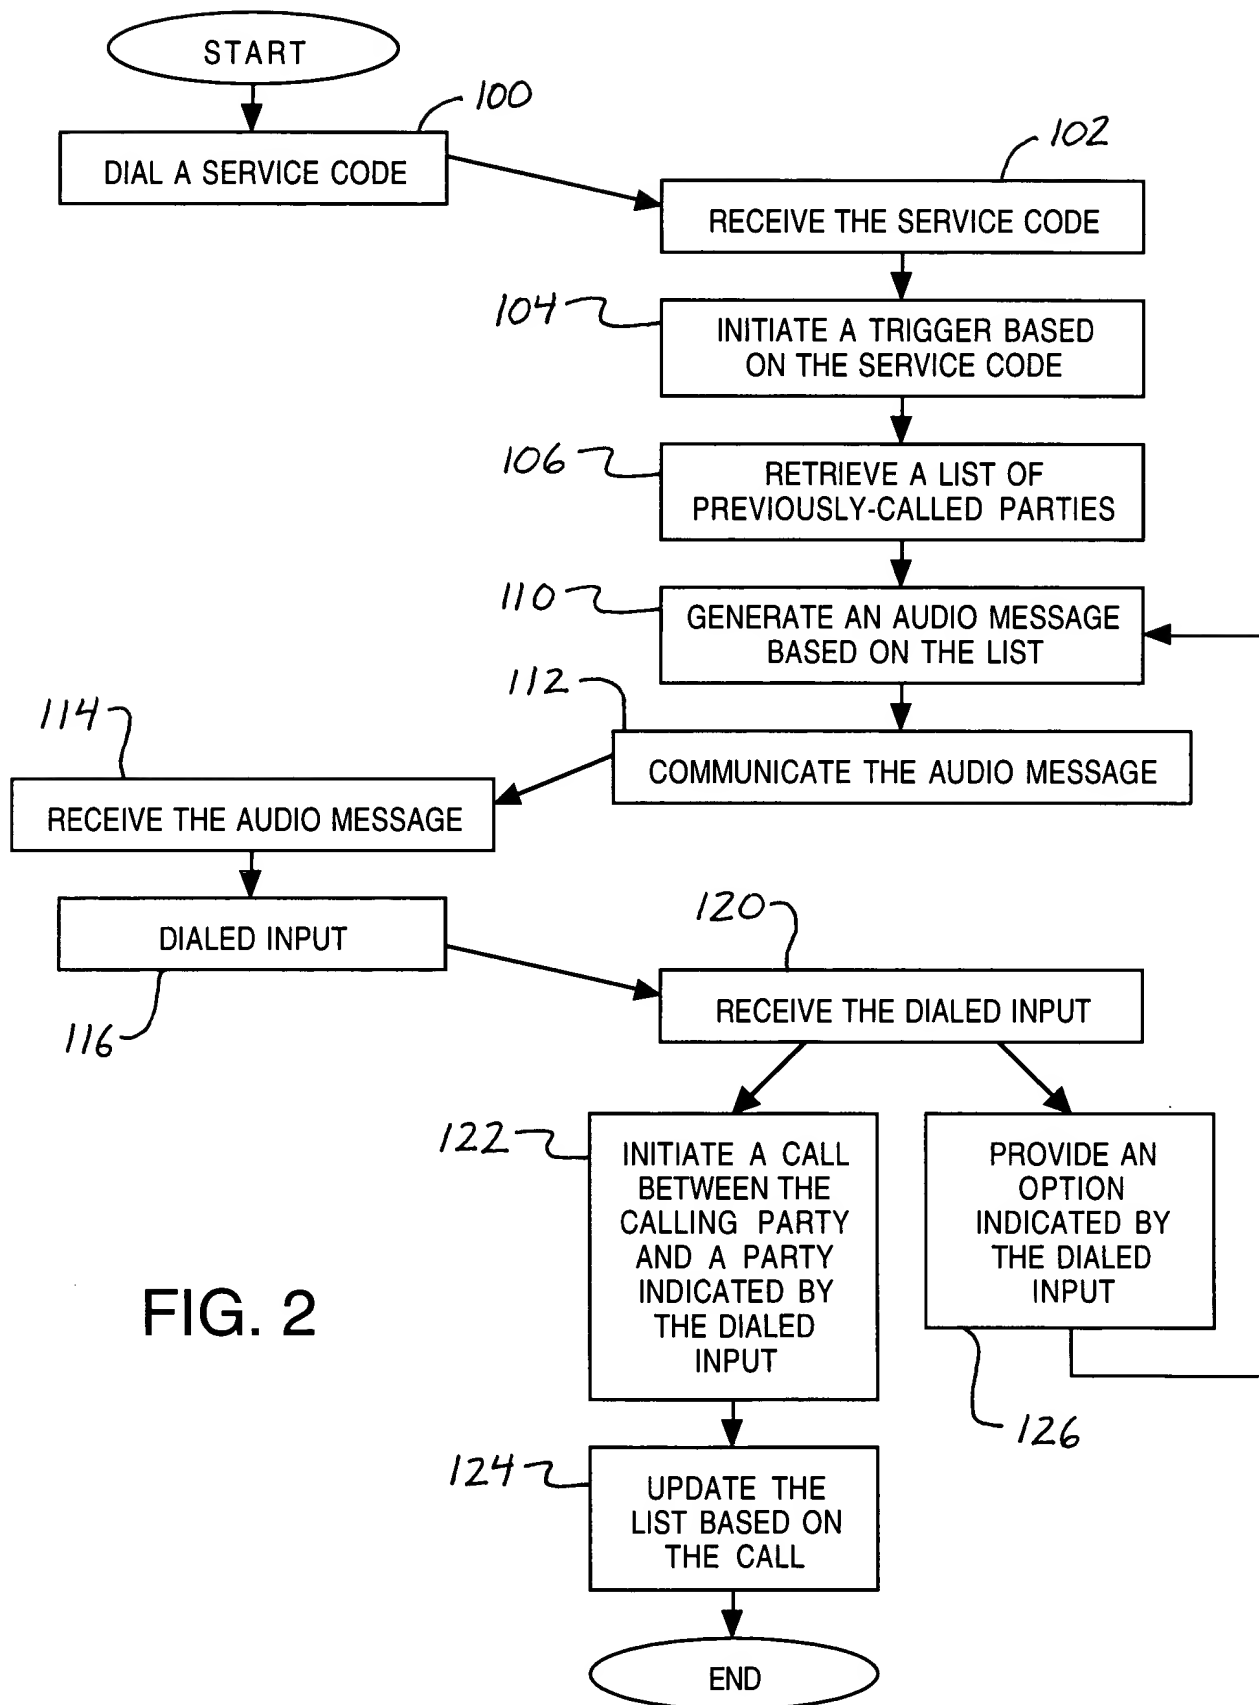 START
100
DIAL A SERVICE CODE
102
RECEIVE THE SERVICE CODE
104
INITIATE A TRIGGER BASED
ON THE SERVICE CODE
106
RETRIEVE A LIST OF
PREVIOUSLY-CALLED PARTIES
110
GENERATE AN AUDIO MESSAGE
BASED ON THE LIST
112
COMMUNICATE THE AUDIO MESSAGE
114
RECEIVE THE AUDIO MESSAGE
DIALED INPUT
116
120
RECEIVE THE DIALED INPUT
122
INITIATE A CALL
BETWEEN THE
CALLING PARTY
AND A PARTY
INDICATED BY
THE DIALED
INPUT
PROVIDE AN
OPTION
INDICATED BY
THE DIALED
INPUT
126
FIG. 2
124
UPDATE THE
LIST BASED ON
THE CALL
END